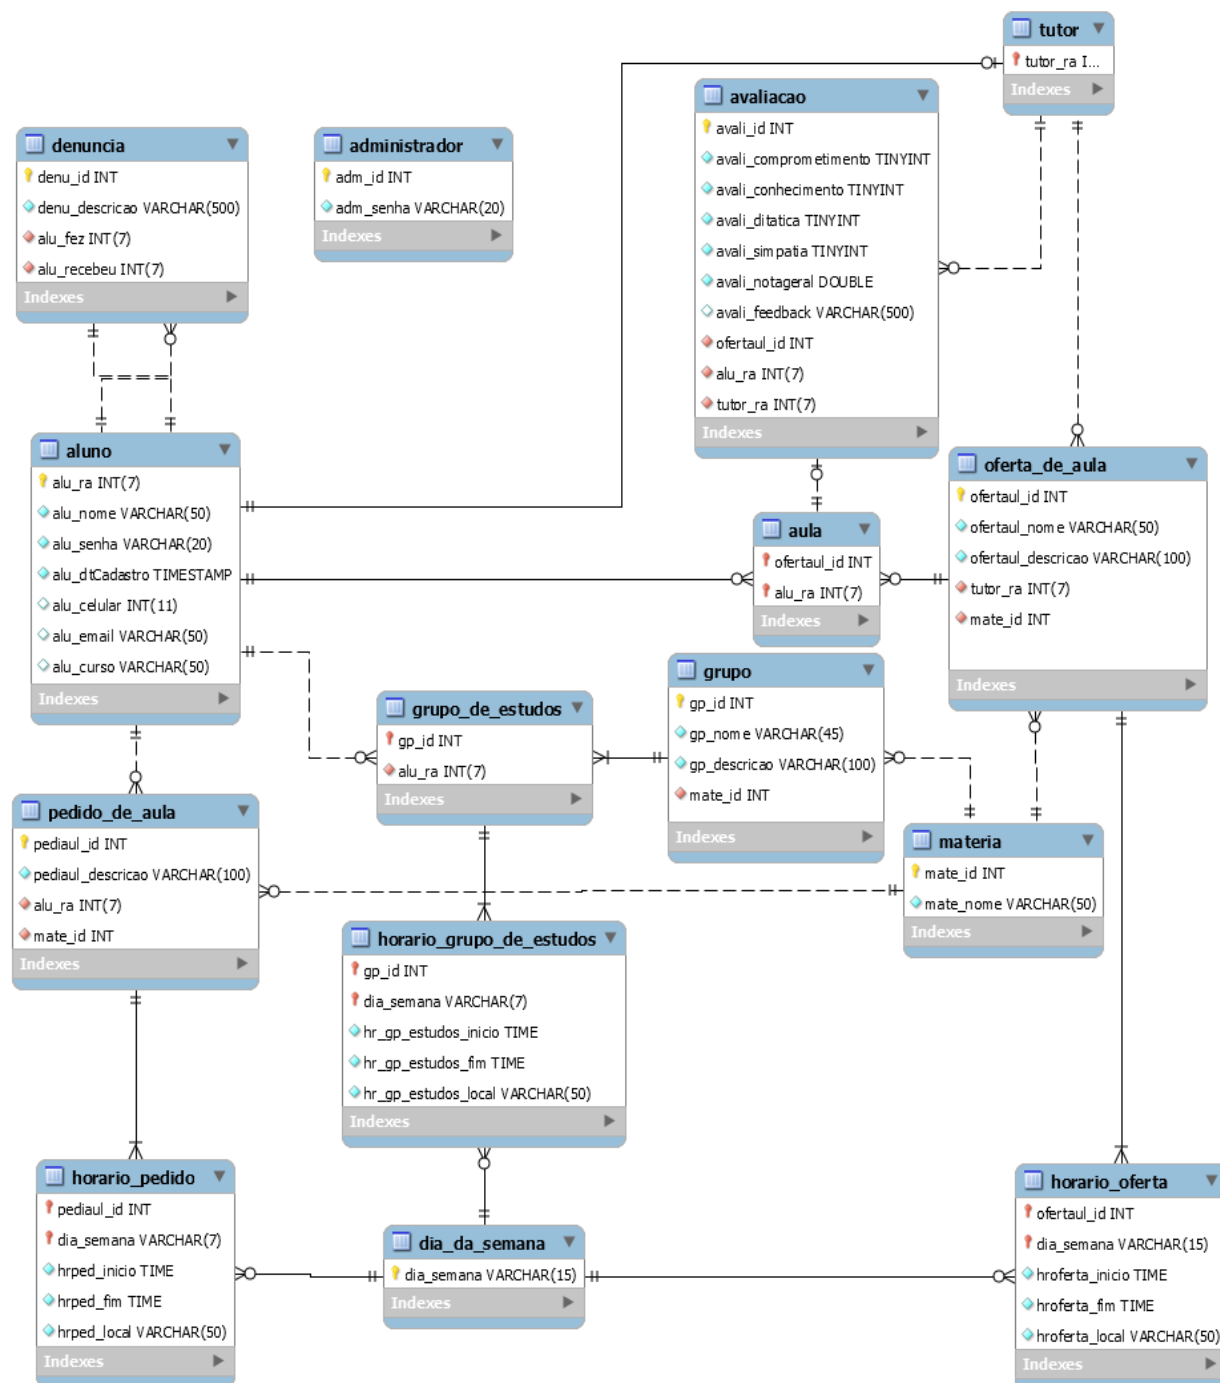 tutor
tutor_ra I...
Indexes
avaliacao
avali_id INT
avali_comprometimento TINYINT
avali_conhecimento TINYINT
avali_ditatica TINYINT
avali_simpatia TINYINT
avali_notageral DOUBLE
avali_feedback VARCHAR(500)
ofertaul_id INT
alu_ra INT(7)
tutor_ra INT(7)
Indexes
denuncia
denu_id INT
denu_descricao VARCHAR(500)
alu_fez INT(7)
alu_recebeu INT(7)
Indexes
administrador
adm_id INT
adm_senha VARCHAR(20)
Indexes
aluno
alu_ra INT(7)
alu_nome VARCHAR(50)
alu_senha VARCHAR(20)
alu_dtCadastro TIMESTAMP
alu_celular INT(11)
alu_email VARCHAR(50)
alu_curso VARCHAR(50)
Indexes
oferta_de_aula
ofertaul_id INT
ofertaul_nome VARCHAR(50)
ofertaul_descricao VARCHAR(100)
tutor_ra INT(7)
mate_id INT
Indexes
aula
ofertaul_id INT
alu_ra INT(7)
Indexes
grupo
gp_id INT
gp_nome VARCHAR(45)
gp_descricao VARCHAR(100)
mate_id INT
Indexes
grupo_de_estudos
gp_id INT
alu_ra INT(7)
Indexes
pedido_de_aula
pediaul_id INT
pediaul_descricao VARCHAR(100)
alu_ra INT(7)
mate_id INT
Indexes
materia
mate_id INT
mate_nome VARCHAR(50)
Indexes
horario_grupo_de_estudos
gp_id INT
dia_semana VARCHAR(7)
hr_gp_estudos_inicio TIME
hr_gp_estudos_fim TIME
hr_gp_estudos_local VARCHAR(50)
Indexes
horario_pedido
pediaul_id INT
dia_semana VARCHAR(7)
hrped_inicio TIME
hrped_fim TIME
hrped_local VARCHAR(50)
Indexes
dia_da_semana
dia_semana VARCHAR(15)
Indexes
horario_oferta
ofertaul_id INT
dia_semana VARCHAR(15)
hroferta_inicio TIME
hroferta_fim TIME
hroferta_local VARCHAR(50)
Indexes